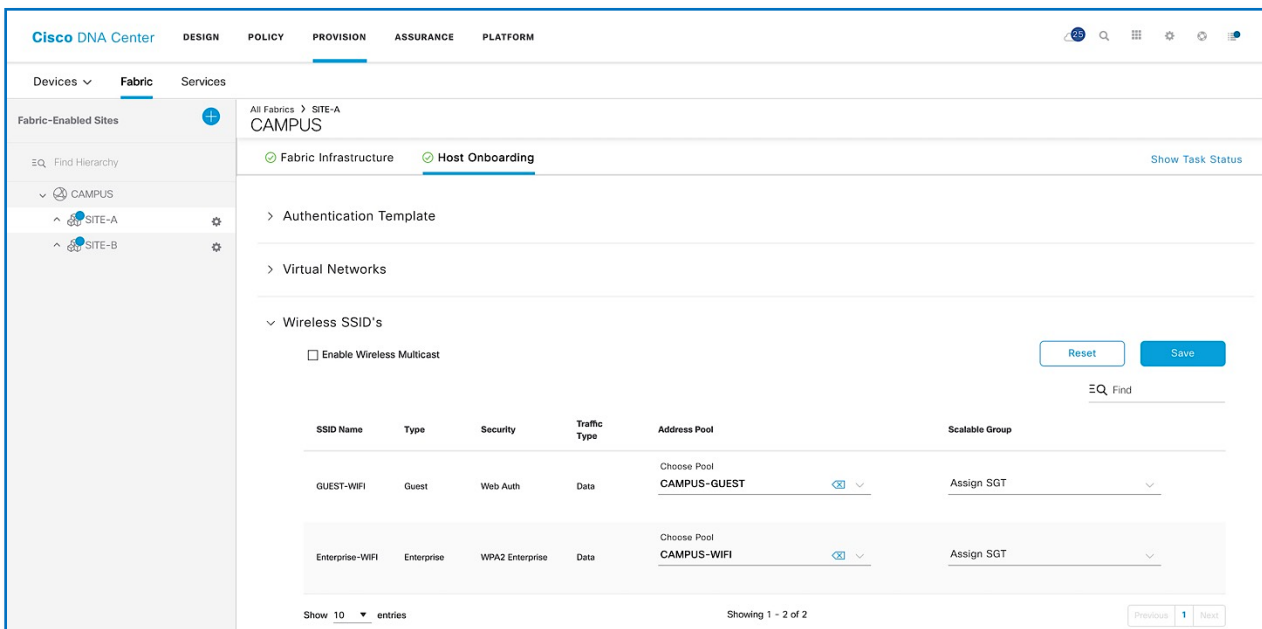 Cisco DNA Center DESIGN POLICY PROVISION ASSURANCE PLATFORM 25
Devices Fabric Services
Fabric-Enabled Sites
Find Hierarchy
CAMPUS
SITE-A
SITE-B
All Fabrics > SITE-A
CAMPUS
Fabric Infrastructure Host Onboarding Show Task Status
Authentication Template
Virtual Networks
Wireless SSID's
Enable Wireless Multicast Reset Save
Find
SSID Name Type Security Traffic Type Address Pool Scalable Group
Choose Pool
GUEST-WIFI Guest Web Auth Data CAMPUS-GUEST Assign SGT
Choose Pool
Enterprise-WIFI Enterprise WPA2 Enterprise Data CAMPUS-WIFI Assign SGT
Show 10 entries Showing 1 - 2 of 2 Previous 1 Next